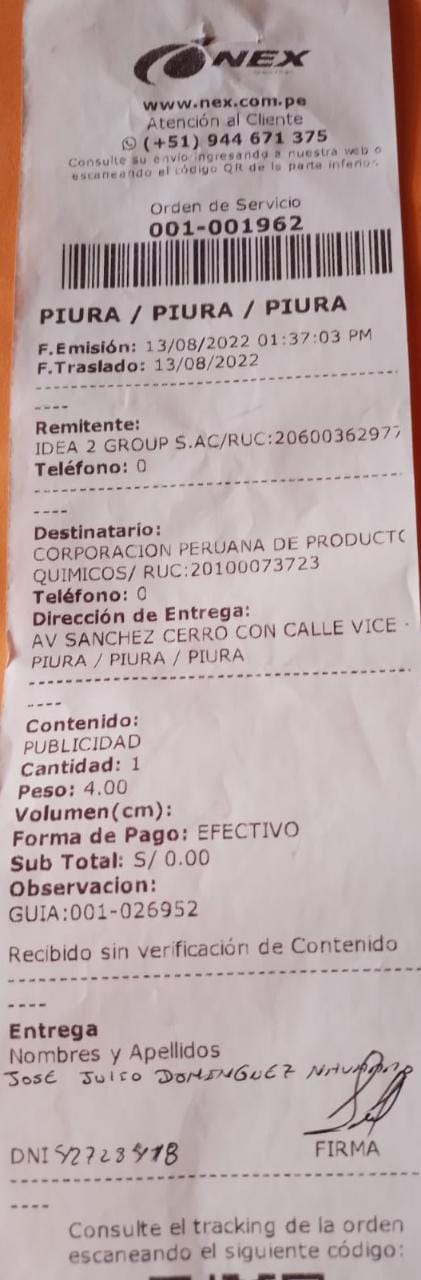 NEX
www.nex.com.pe
Atención al Cliente
(+51) 944 671 375
Consulte su envío ingresando a nuestra web o
escaneando el código QR de la parte inferior.
Orden de Servicio
001-001962
PIURA / PIURA / PIURA
F.Emisión: 13/08/2022 01:37:03 PM
F.Traslado: 13/08/2022
----
Remitente:
IDEA 2 GROUP S.AC/RUC:20600362977
Teléfono: 0
----
Destinatario:
CORPORACION PERUANA DE PRODUCTO
QUIMICOS/ RUC:20100073723
Teléfono: 0
Dirección de Entrega:
AV SANCHEZ CERRO CON CALLE VICE -
PIURA / PIURA / PIURA
----
Contenido:
PUBLICIDAD
Cantidad: 1
Peso: 4.00
Volumen(cm):
Forma de Pago: EFECTIVO
Sub Total: S/ 0.00
Observacion:
GUIA:001-026952
Recibido sin verificación de Contenido
----
Entrega
Nombres y Apellidos
JOSÉ JULIO DOMINGUEZ
DNI
FIRMA
----
Consulte el tracking de la orden
escaneando el siguiente código: